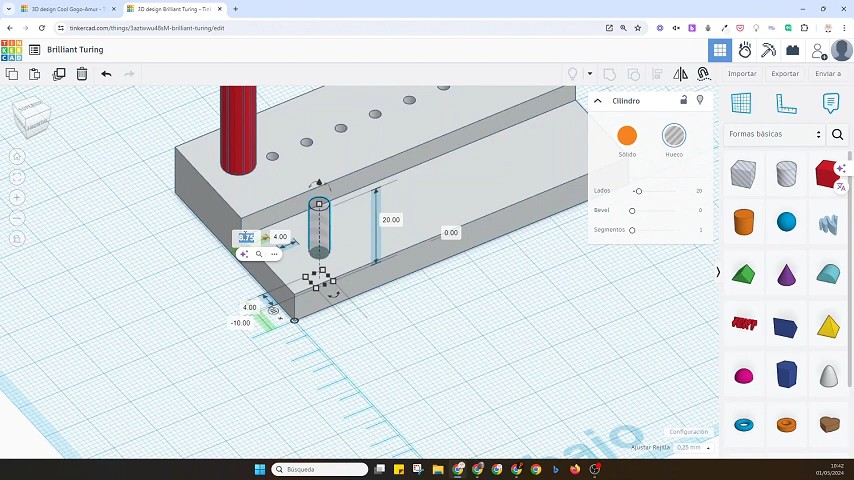 3D design Cool Gogo-Amur - Ti
3D design Brilliant Turing - Tin
tinkercad.com/things/3aztwwu48sM-brilliant-turing/edit
TIN
KER
CAD
Brilliant Turing
Importar
Exportar
Enviar a
Cilindro
Sólido
Hueco
Lados
20
Bevel
0
Segmentos
1
Formas básicas
20.00
0.00
4.00
4.00
-10.00
Configuración
Ajustar Rejilla
0,25 mm
Búsqueda
10:42
01/05/2024